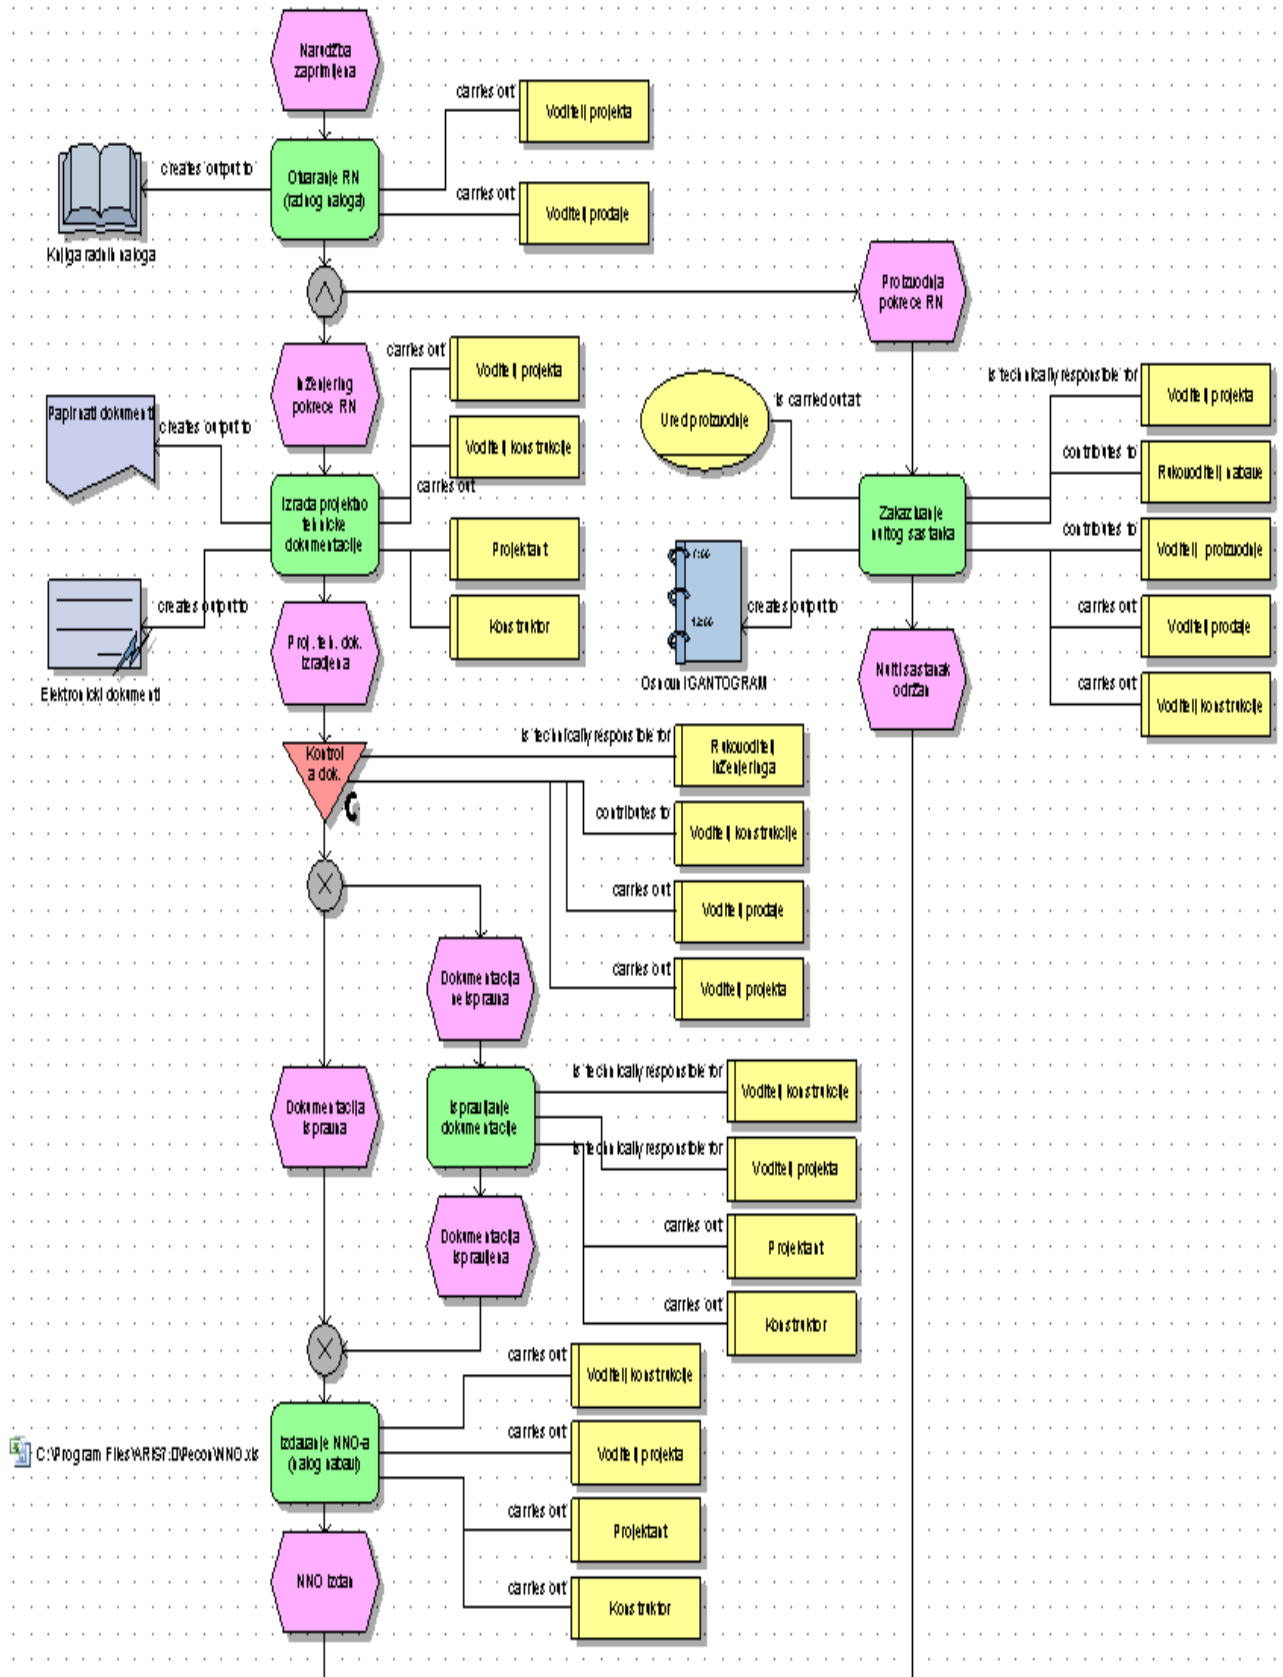 Narudžba
zaprimljena
carries out
Voditelj projekta
creates output to
Otvaranje RN
(radnog naloga)
carries out
Voditelj prodaje
Knjiga radnih naloga
Proizvodnja
pokrece RN
Inženjering
pokrece RN
carries out
Voditelj projekta
Voditelj konstrukcije
carries out
Papirnati dokumenti
creates output to
Izrada projektno
tehnicke
dokumentacije
Projektant
Konstruktor
creates output to
Elektronicki dokumenti
Ured proizvodnje
is carried out at
is technically responsible for
Voditelj projekta
contributes to
Rukovoditelj nabave
Zakazivanje
nultog sastanka
contributes to
Voditelj proizvodnje
carries out
Voditelj prodaje
carries out
Voditelj konstrukcije
creates output to
Osnovni GANTOGRAM
Nulti sastanak
održan
Proj. teh. dok.
izradjena
Kontrol
a dok.
is technically responsible for
Rukovoditelj
inženjeringa
contributes to
Voditelj konstrukcije
carries out
Voditelj prodaje
carries out
Voditelj projekta
Dokumentacija
neispravna
Dokumentacija
ispravna
Ispravljanje
dokumentacije
is technically responsible for
Voditelj konstrukcije
is technically responsible for
Voditelj projekta
carries out
Projektant
carries out
Konstruktor
Dokumentacija
ispravljena
carries out
Voditelj konstrukcije
C:\Program Files\ARIS7.0\Pecon\NNO.xls
Izdavanje NNO-a
(nalog nabavi)
carries out
Voditelj projekta
carries out
Projektant
carries out
Konstruktor
NNO izdan